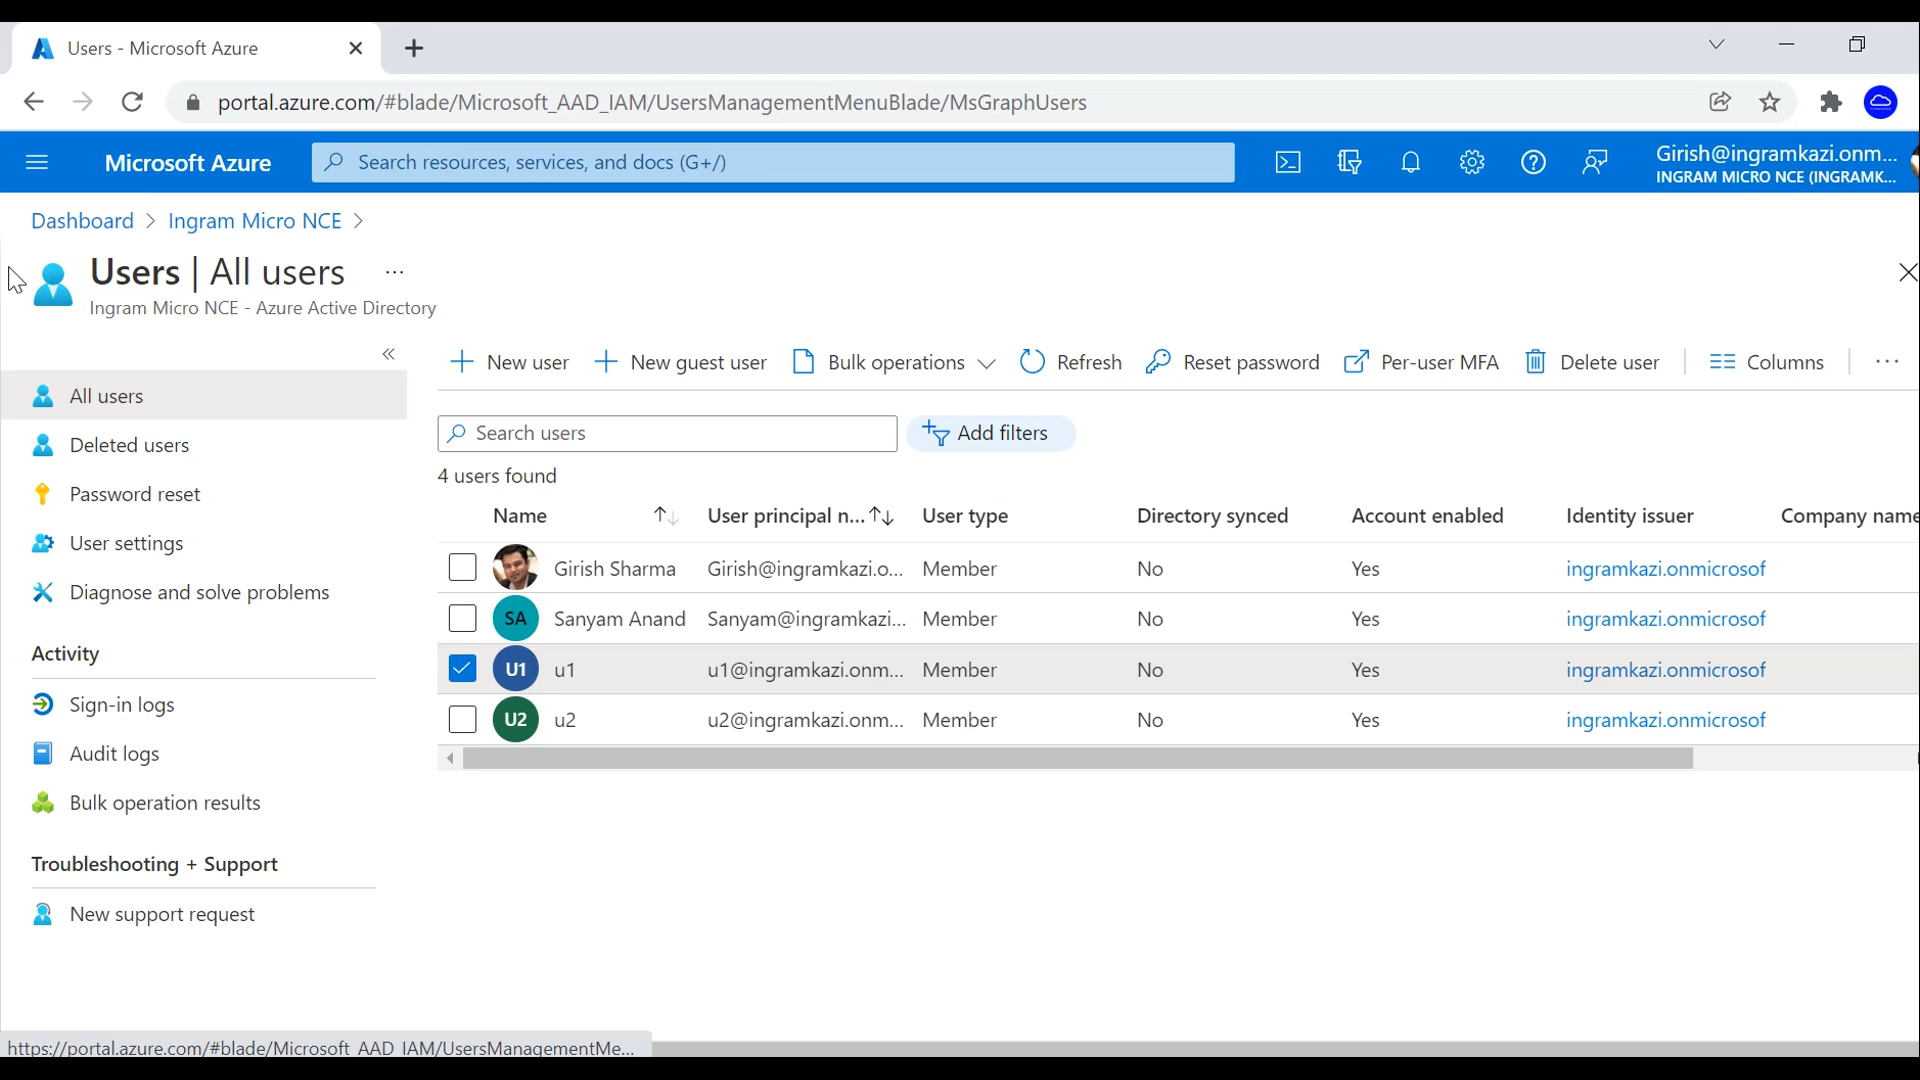 Users - Microsoft Azure
portal.azure.com/#blade/Microsoft_AAD_IAM/UsersManagementMenuBlade/MsGraphUsers
Microsoft Azure
Search resources, services, and docs (G+/)
Girish@ingramkazi.onm...
INGRAM MICRO NCE (INGRAMK...
Dashboard > Ingram Micro NCE >
Users | All users ...
Ingram Micro NCE - Azure Active Directory
New user
New guest user
Bulk operations
Refresh
Reset password
Per-user MFA
Delete user
Columns
...
All users
Deleted users
Password reset
User settings
Diagnose and solve problems
Activity
Sign-in logs
Audit logs
Bulk operation results
Troubleshooting + Support
New support request
Search users
Add filters
4 users found
Name User principal n... User type Directory synced Account enabled Identity issuer Company name
Girish Sharma Girish@ingramkazi.o... Member No Yes ingramkazi.onmicrosof
SA Sanyam Anand Sanyam@ingramkazi... Member No Yes ingramkazi.onmicrosof
U1 u1 u1@ingramkazi.onm... Member No Yes ingramkazi.onmicrosof
U2 u2 u2@ingramkazi.onm... Member No Yes ingramkazi.onmicrosof
https://portal.azure.com/#blade/Microsoft_AAD_IAM/UsersManagementMe...